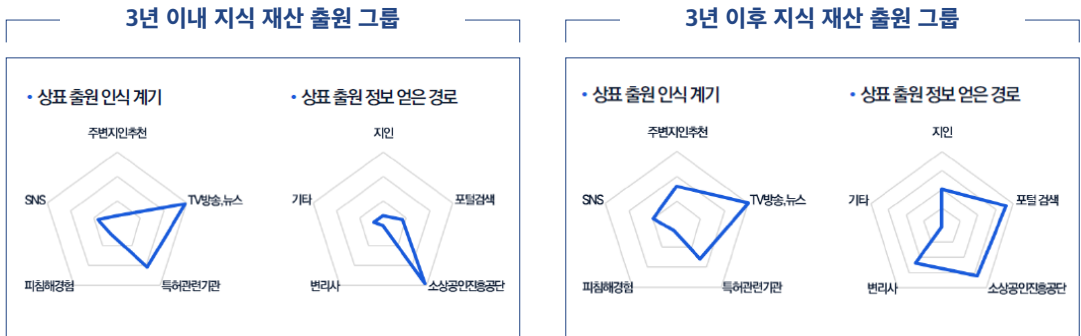 3년 이내 지식 재산 출원 그룹
• 상표 출원 인식 계기
주변지인추천
TV방송,뉴스
특허관련기관
피침해경험
SNS
• 상표 출원 정보 얻은 경로
지인
포털검색
소상공인진흥공단
변리사
기타
3년 이후 지식 재산 출원 그룹
• 상표 출원 인식 계기
주변지인추천
TV방송,뉴스
특허관련기관
피침해경험
SNS
• 상표 출원 정보 얻은 경로
지인
포털 검색
소상공인진흥공단
변리사
기타